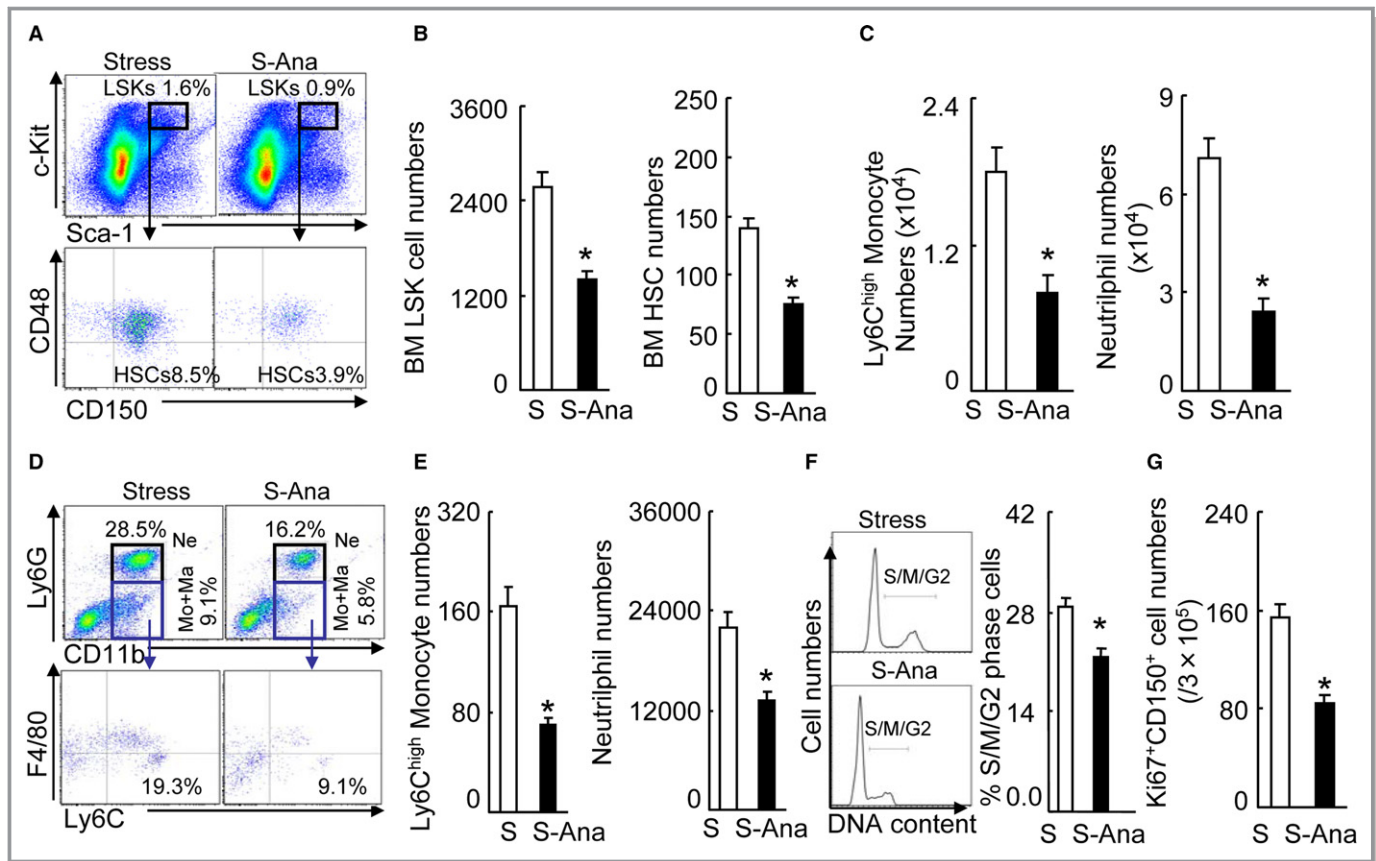 A
Stress
S-Ana
LSKs 1.6%
LSKs 0.9%
c-Kit
Sca-1
CD48
HSCs8.5%
HSCs3.9%
CD150
B
BM LSK cell numbers
3600
2400
1200
0
S S-Ana
BM HSC numbers
250
200
150
100
50
0
*
*
S S-Ana
C
Ly6Chigh Monocyte
Numbers (x104)
2.4
1.2
0
*
S S-Ana
Neutrilphil numbers
(x104)
9
6
3
0
*
S S-Ana
D
Stress
S-Ana
28.5%
Ne
16.2%
Ne
Mo+Ma
9.1%
Mo+Ma
5.8%
Ly6G
CD11b
F4/80
19.3%
9.1%
Ly6C
E
Ly6Chigh Monocyte numbers
320
160
80
0
*
S S-Ana
Neutrilphil numbers
36000
24000
12000
0
*
S S-Ana
F
Stress
S/M/G2
S-Ana
S/M/G2
Cell numbers
DNA content
% S/M/G2 phase cells
42
28
14
0.0
*
S S-Ana
G
Ki67+CD150+ cell numbers
(/3 × 105)
240
160
80
0
*
S S-Ana